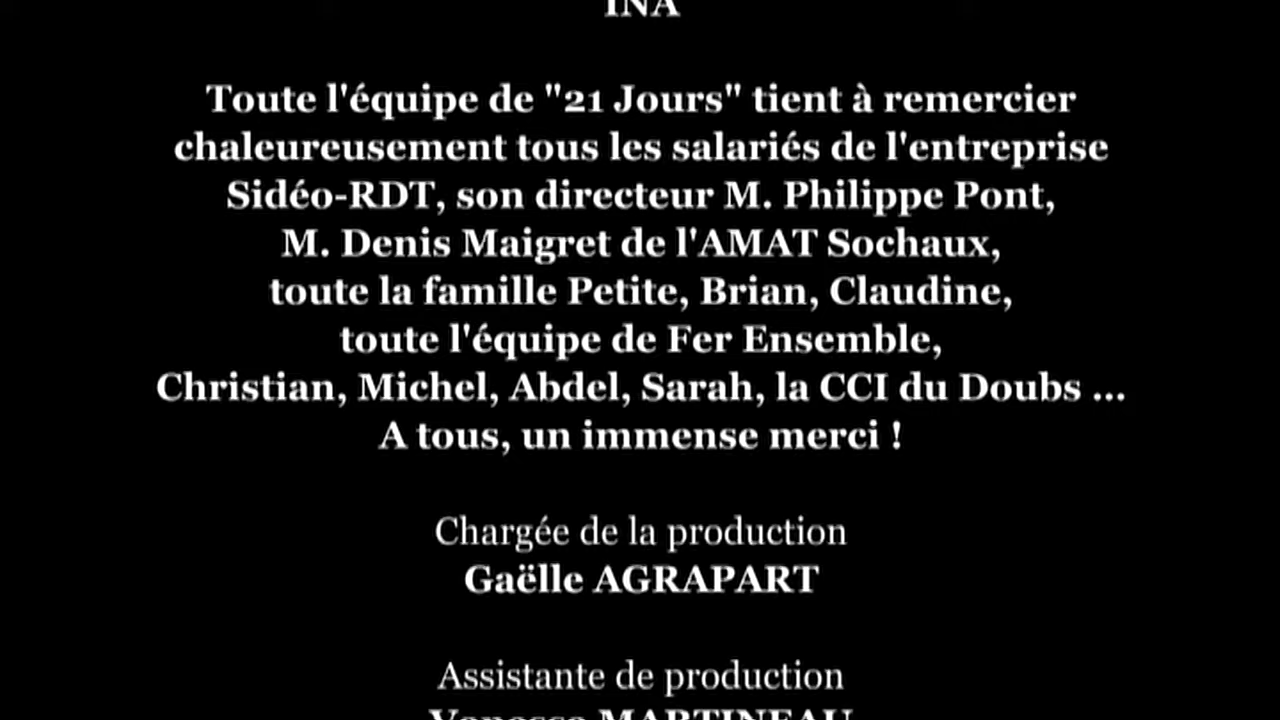 INA
Toute l'équipe de "21 Jours" tient à remercier
chaleureusement tous les salariés de l'entreprise
Sidéo-RDT, son directeur M. Philippe Pont,
M. Denis Maigret de l'AMAT Sochaux,
toute la famille Petite, Brian, Claudine,
toute l'équipe de Fer Ensemble,
Christian, Michel, Abdel, Sarah, la CCI du Doubs ...
A tous, un immense merci !
Chargée de la production
Gaëlle AGRAPART
Assistante de production
Vanessa MARTINEAU